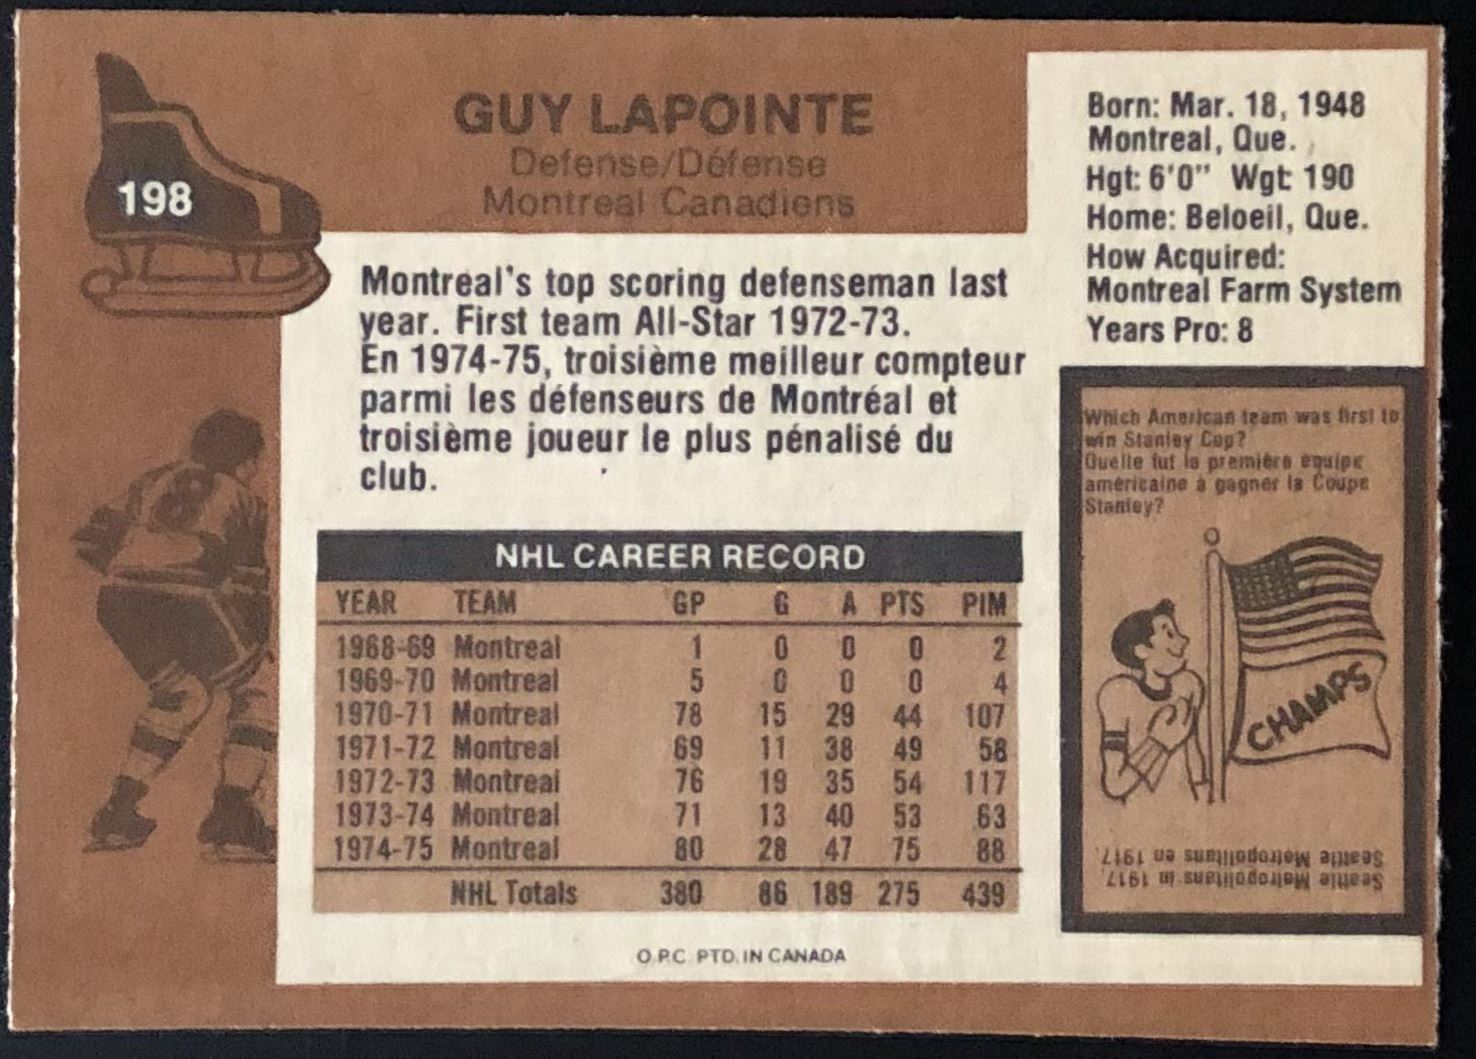 198
GUY LAPOINTE
Defense/Défense
Montreal Canadiens
Born: Mar. 18, 1948
Montreal, Que.
Hgt: 6'0" Wgt: 190
Home: Beloeil, Que.
How Acquired:
Montreal Farm System
Years Pro: 8
Montreal's top scoring defenseman last
year. First team All-Star 1972-73.
En 1974-75, troisième meilleur compteur
parmi les défenseurs de Montréal et
troisième joueur le plus pénalisé du
club.
8
NHL CAREER RECORD
YEAR TEAM GP G A PTS PIM
1968-69 Montreal 1 0 0 0 2
1969-70 Montreal 5 0 0 0 4
1970-71 Montreal 78 15 29 44 107
1971-72 Montreal 69 11 38 49 58
1972-73 Montreal 76 19 35 54 117
1973-74 Montreal 71 13 40 53 63
1974-75 Montreal 80 28 47 75 88
NHL Totals 380 86 189 275 439
O.P.C. PTD. IN CANADA
Which American team was first to
win Stanley Cup?
Quelle fut la première équipe
américaine à gagner la Coupe
Stanley?
CHAMPS
Seattle Metropolitans in 1917
Seattle Metropolitans en 1917.